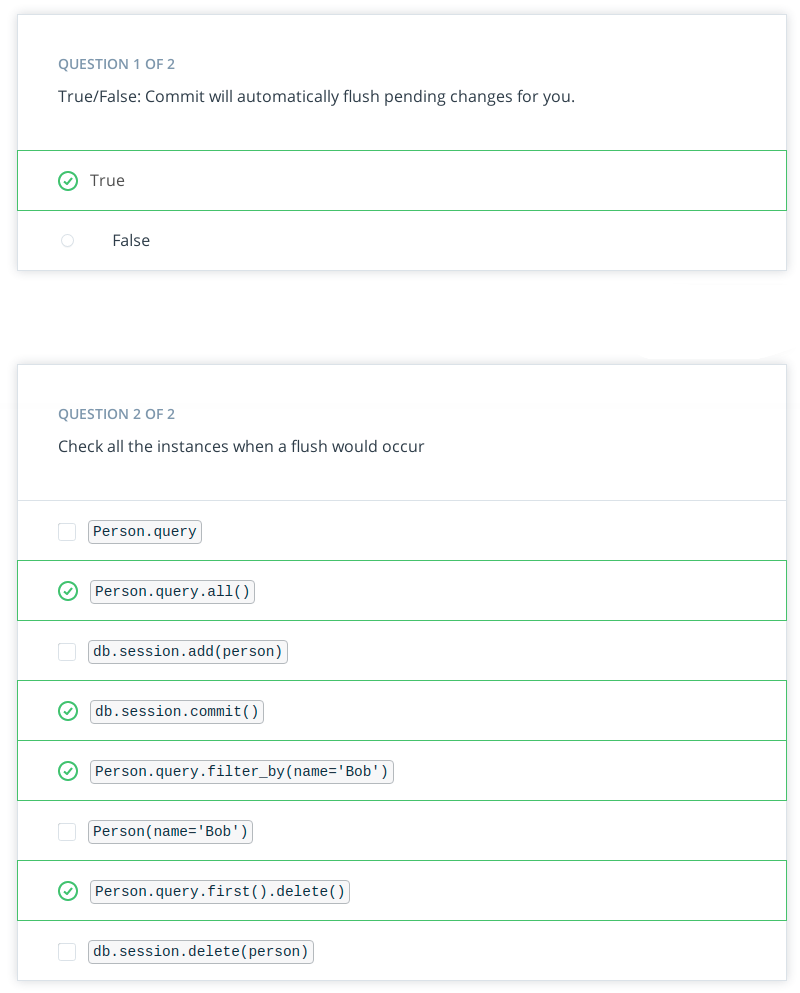 QUESTION 1 OF 2
True/False: Commit will automatically flush pending changes for you.
True
False
QUESTION 2 OF 2
Check all the instances when a flush would occur
Person.query
Person.query.all()
db.session.add(person)
db.session.commit()
Person.query.filter_by(name='Bob')
Person(name='Bob')
Person.query.first().delete()
db.session.delete(person)